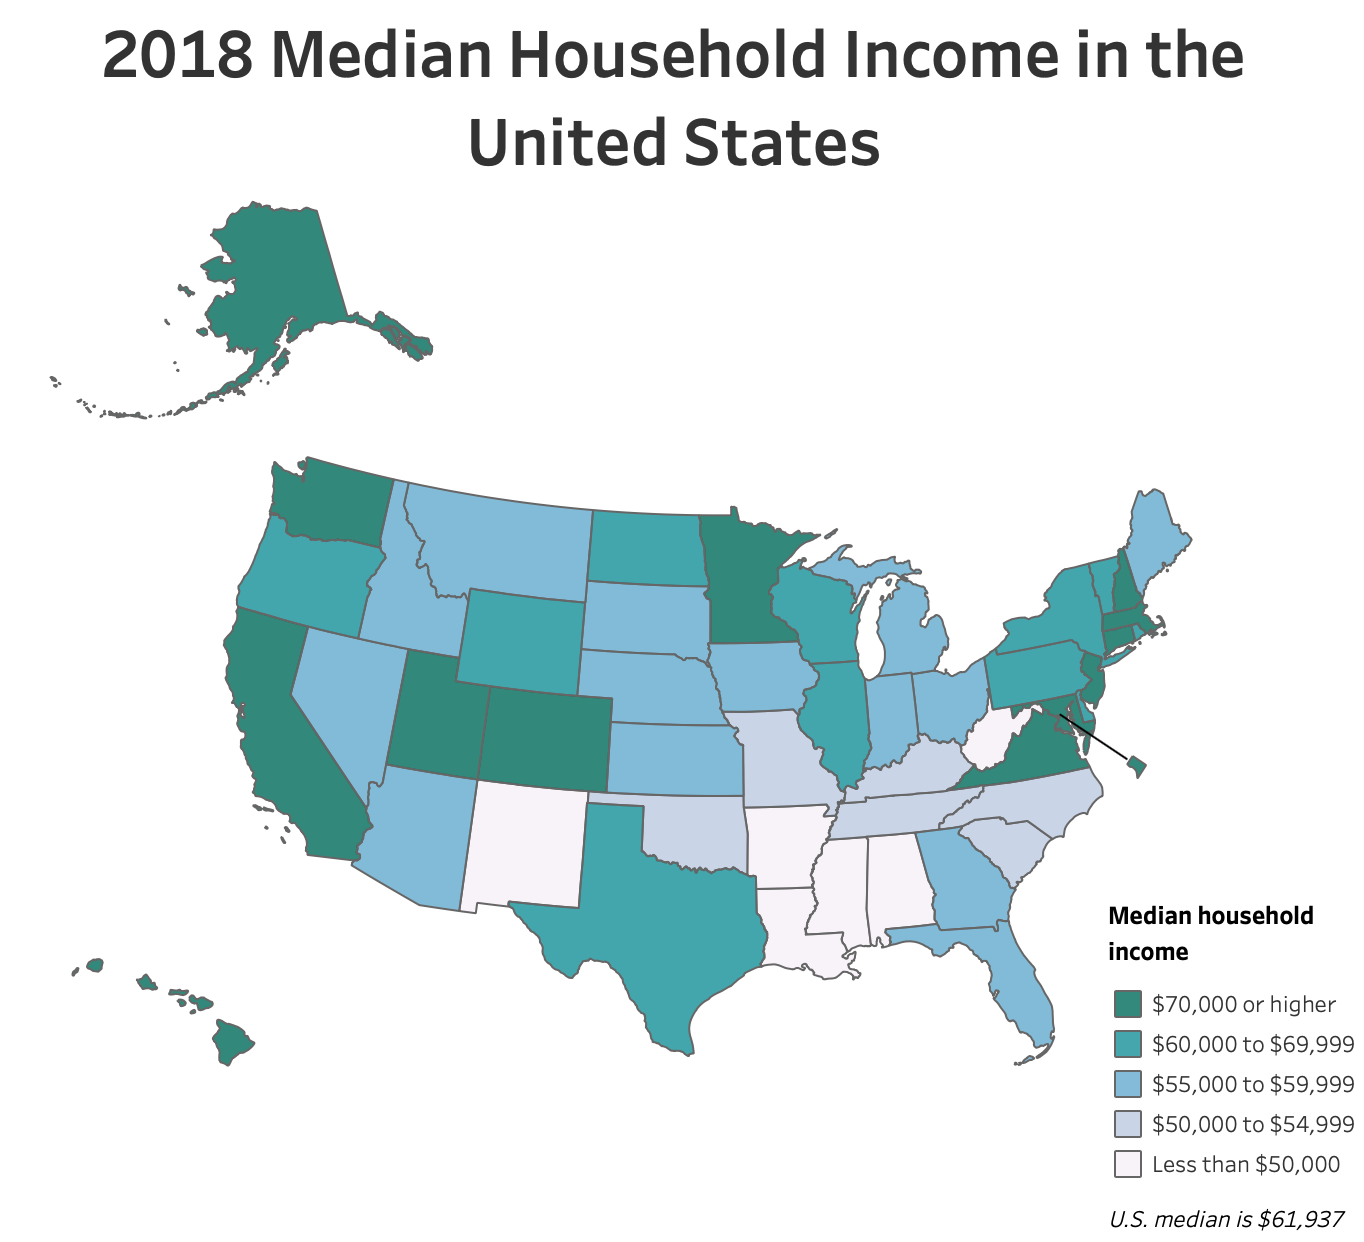 2018 Median Household Income in the
United States
Median household
income
$70,000 or higher
$60,000 to $69,999
$55,000 to $59,999
$50,000 to $54,999
Less than $50,000
U.S. median is $61,937